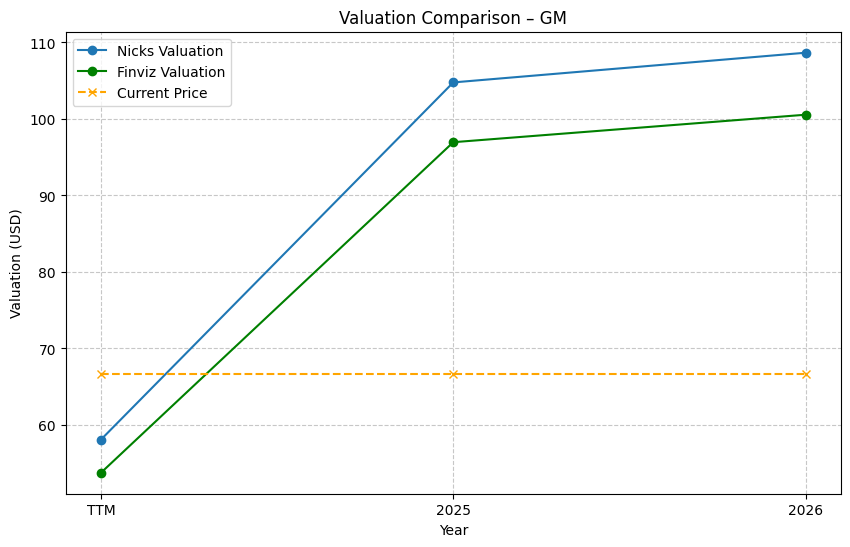 Valuation Comparison – GM
Nicks Valuation
Finviz Valuation
Current Price
Valuation (USD)
110
100
90
80
70
60
TTM
2025
2026
Year